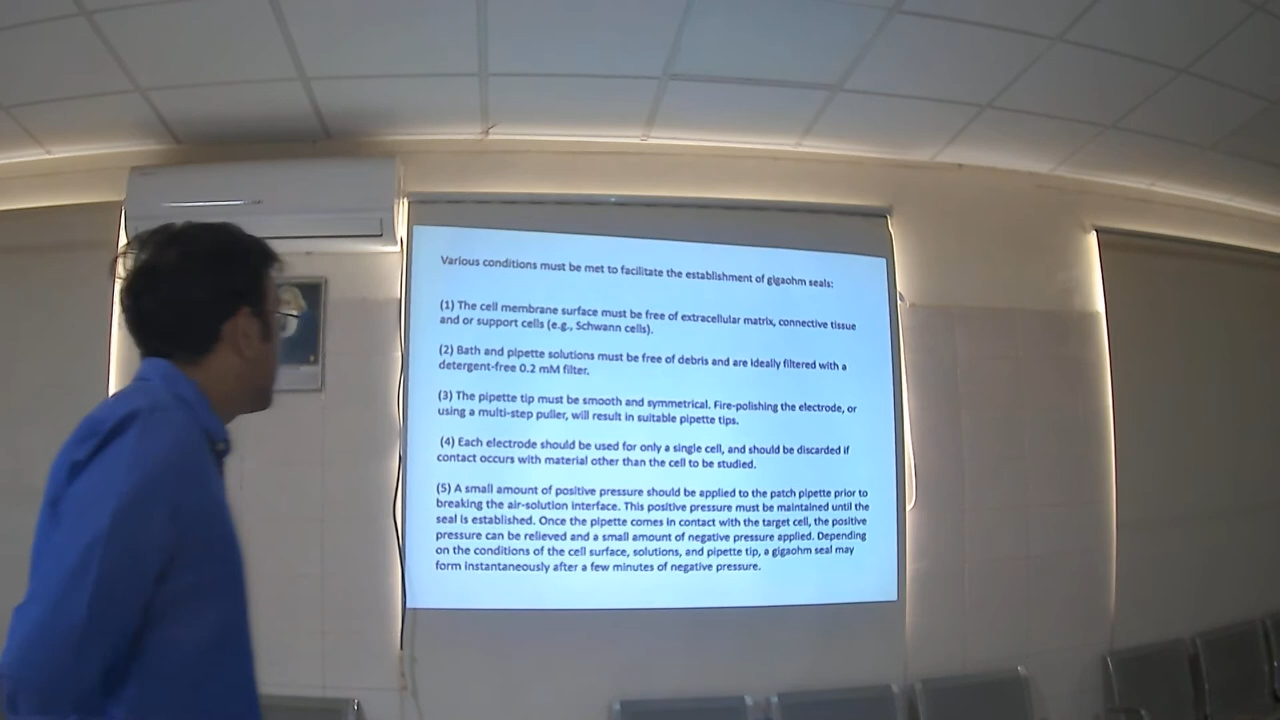 Various conditions must be met to facilitate the establishment of gigaohm seals:
(1) The cell membrane surface must be free of extracellular matrix, connective tissue
and or support cells (e.g., Schwann cells).
(2) Bath and pipette solutions must be free of debris and are ideally filtered with a
detergent-free 0.2 mM filter.
(3) The pipette tip must be smooth and symmetrical. Fire-polishing the electrode, or
using a multi-step puller, will result in suitable pipette tips.
(4) Each electrode should be used for only a single cell, and should be discarded if
contact occurs with material other than the cell to be studied.
(5) A small amount of positive pressure should be applied to the patch pipette prior to
breaking the air-solution interface. This positive pressure must be maintained until the
seal is established. Once the pipette comes in contact with the target cell, the positive
pressure can be relieved and a small amount of negative pressure applied. Depending
on the conditions of the cell surface, solutions, and pipette tip, a gigaohm seal may
form instantaneously after a few minutes of negative pressure.